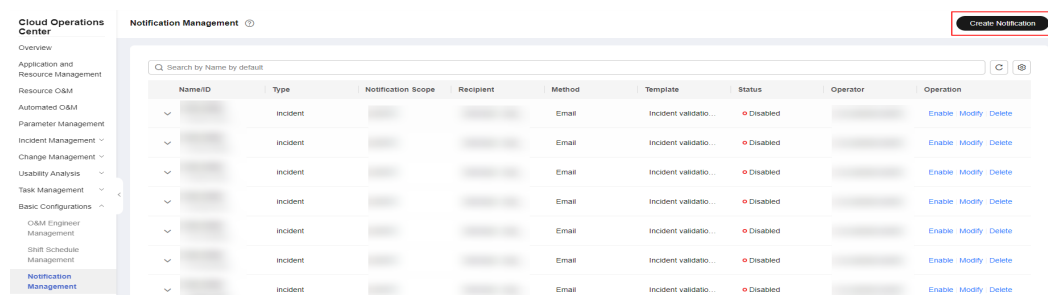 Cloud Operations
Center
Notification Management
Create Notification
Overview
Application and
Resource Management
Resource O&M
Automated O&M
Parameter Management
Incident Management
Change Management
Usability Analysis
Task Management
Basic Configurations
O&M Engineer
Management
Shift Schedule
Management
Notification
Management
Search by Name by default
Name/ID Type Notification Scope Recipient Method Template Status Operator Operation
incident Email Incident validatio... Disabled Enable Modify Delete
incident Email Incident validatio... Disabled Enable Modify Delete
incident Email Incident validatio... Disabled Enable Modify Delete
incident Email Incident validatio... Disabled Enable Modify Delete
incident Email Incident validatio... Disabled Enable Modify Delete
incident Email Incident validatio... Disabled Enable Modify Delete
incident Email Incident validatio... Disabled Enable Modify Delete